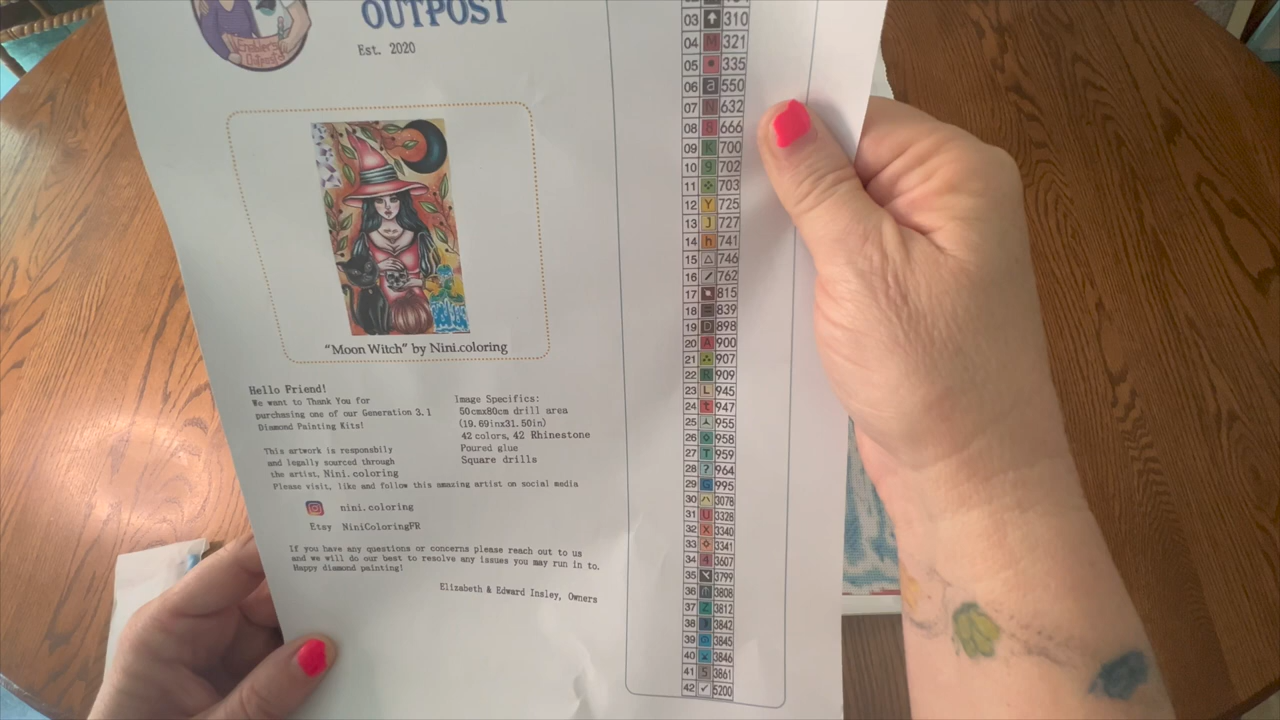 OUTPOST
Est. 2020
"Moon Witch" by Nini.coloring
Hello Friend!
We want to Thank You for
purchasing one of our Generation 3.1
Diamond Painting Kits!
This artwork is responsbily
and legally sourced through
the artist, Nini.coloring
Please visit, like and follow this amazing artist on social media
nini.coloring
Etsy NiniColoringPR
If you have any questions or concerns please reach out to us
and we will do our best to resolve any issues you may run in to.
Happy diamond painting!
Elizabeth & Edward Insley, Owners
Image Specifics:
50cmx80cm drill area
(19.69inx31.50in)
42 colors, 42 Rhinestone
Poured glue
Square drills
03 310
04 M 321
05 335
06 a 550
07 N 632
08 8 666
09 K 700
10 9 702
11 703
12 Y 725
13 J 727
14 h 741
15 746
16 762
17 815
18 = 839
19 D 898
20 A 900
21 907
22 R 909
23 L 945
24 t 947
25 955
26 958
27 T 959
28 ? 964
29 G 995
30 3078
31 U 3328
32 X 3340
33 3341
34 4 3607
35 3799
36 m 3808
37 Z 3812
38 3842
39 3845
40 3846
41 5 3861
42 ✓ 5200